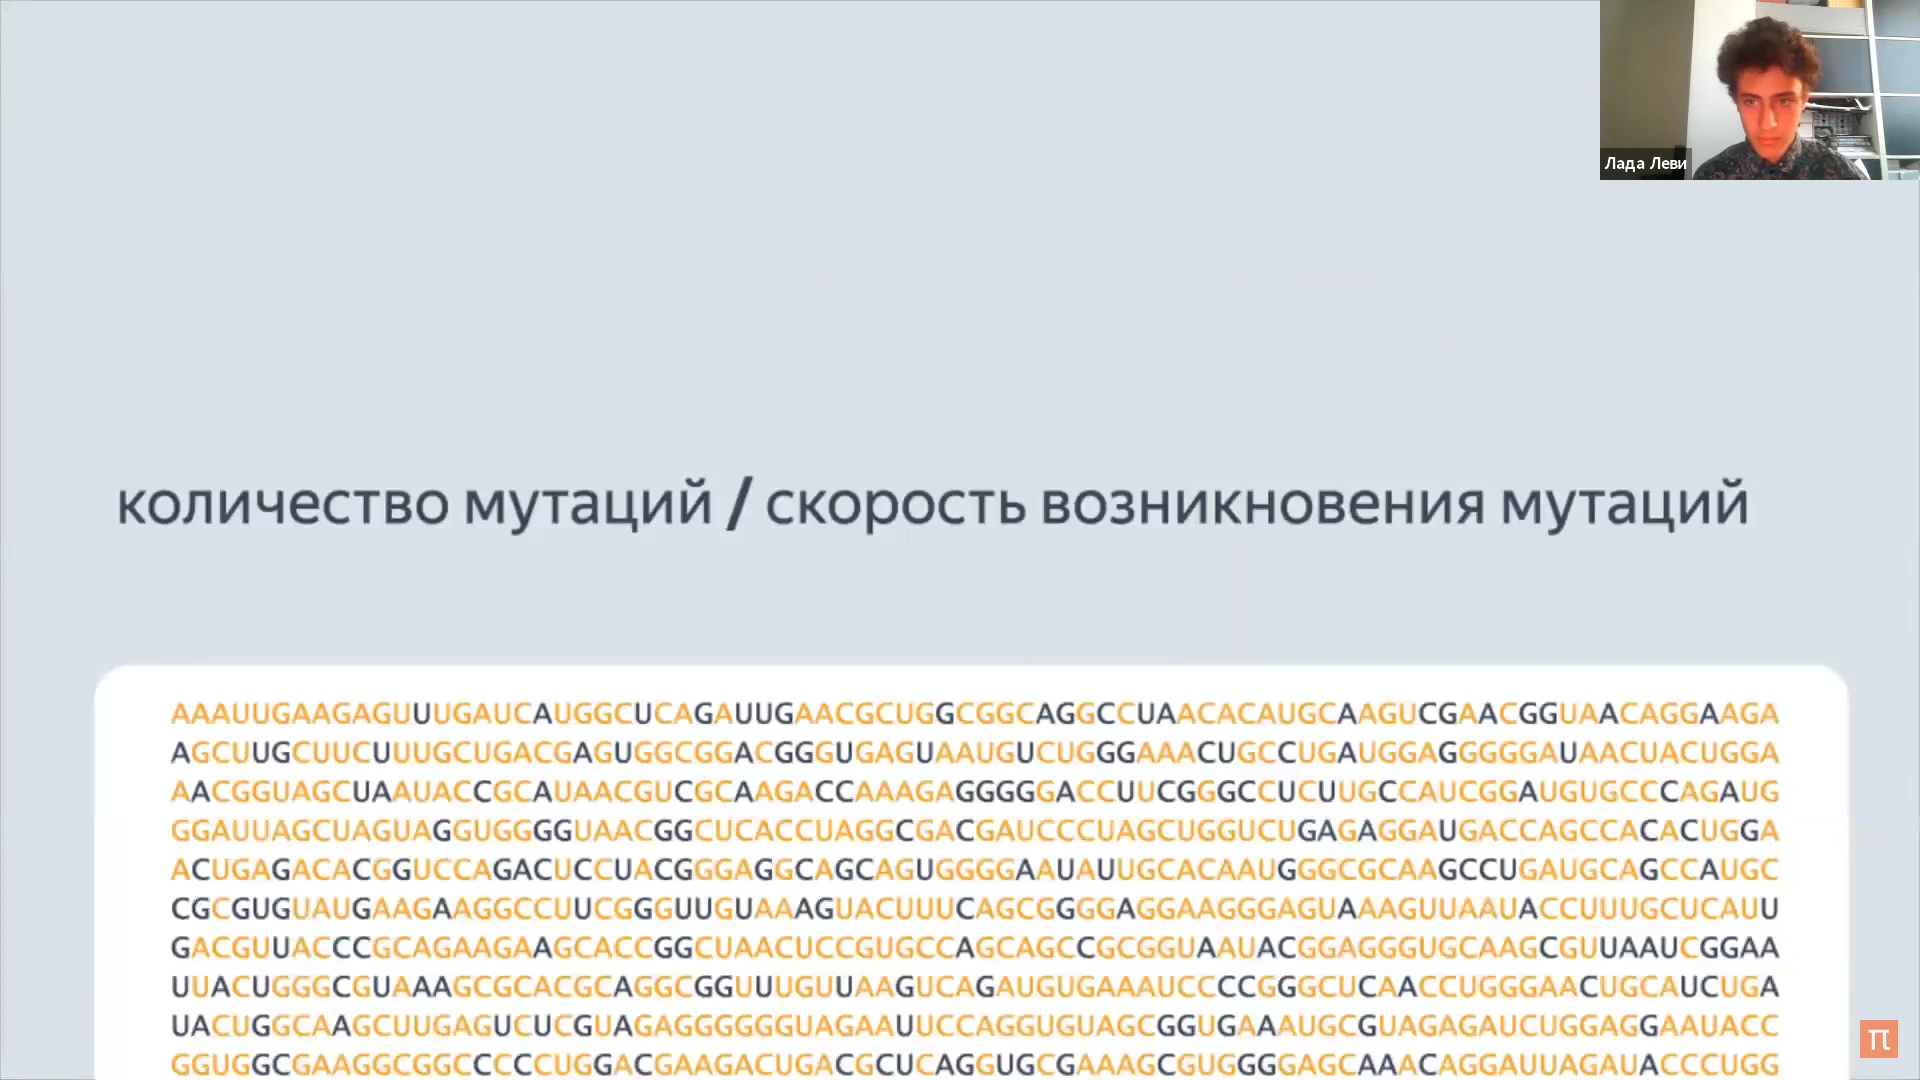 Лада Леви
количество мутаций / скорость возникновения мутаций
AAAUUGAAGAGUUUGAUCAUGGCUCAGAUUGAACGCUGGCGGCAGGCCUAACACAUGCAAGUCGAACGGUAACAGGAAGA
AGCUUGCUUCUUUGCUGACGAGUGGCGGACGGGUGAGUAAUGUCUGGGAAACUGCCUGAUGGAGGGGGAUAACUACUGGA
AACGGUAGCUAAUACCGCAUAACGUCGCAAGACCAAAGAGGGGGACCUUCGGGCCUCUUGCCAUCGGAUGUGCCCAGAUG
GGAUUAGCUAGUAGGUGGGGUAACGGCUCACCUAGGCGACGAUCCCUAGCUGGUCUGAGAGGAUGACCAGCCACACUGGA
ACUGAGACACGGUCCAGACUCCUACGGGAGGCAGCAGUGGGGAAUAUUGCACAAUGGGCGCAAGCCUGAUGCAGCCAUGC
CGCGUGUAUGAAGAAGGCCUUCGGGUUGUAAAGUACUUUCAGCGGGGAGGAAGGGAGUAAAGUUAAUACCUUUGCUCAUU
GACGUUACCCGCAGAAGAAGCACCGGCUAACUCCGUGCCAGCAGCCGCGGUAAUACGGAGGGUGCAAGCGUUAAUCGGAA
UUACUGGGCGUAAAGCGCACGCAGGCGGUUUGUUAAGUCAGAUGUGAAAUCCCCGGGCUCAACCUGGGAACUGCAUCUGA
UACUGGCAAGCUUGAGUCUCGUAGAGGGGGGUAGAAUUCCAGGUGUAGCGGUGAAAUGCGUAGAGAUCUGGAGGAAUACC
GGUGGCGAAGGCGGCCCCCUGGACGAAGACUGACGCUCAGGUGCGAAAGCGUGGGGAGCAAACAGGAUUAGAUACCCUGG
π